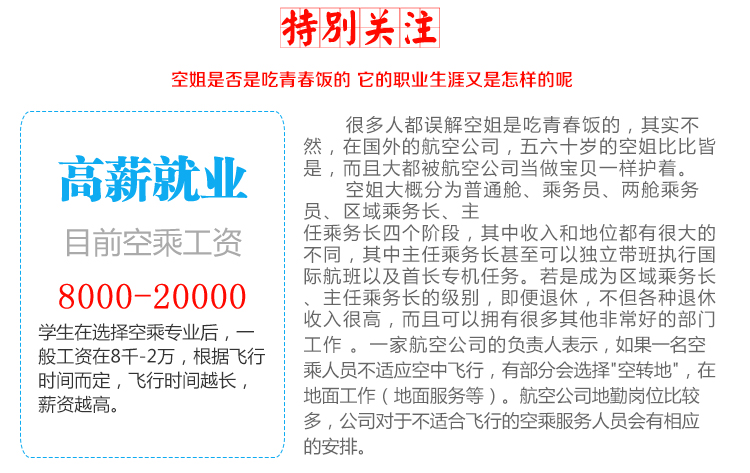 特别关注
空姐是否是吃青春饭的 它的职业生涯又是怎样的呢
高薪就业
目前空乘工资
8000-20000
学生在选择空乘专业后，一
般工资在8千-2万，根据飞行
时间而定，飞行时间越长，
薪资越高。
很多人都误解空姐是吃青春饭的，其实不
然，在国外的航空公司，五六十岁的空姐比比皆
是，而且大都被航空公司当做宝贝一样护着。
空姐大概分为普通舱、乘务员、两舱乘务
员、区域乘务长、主
任乘务长四个阶段，其中收入和地位都有很大的
不同，其中主任乘务长甚至可以独立带班执行国
际航班以及首长专机任务。若是成为区域乘务长
、主任乘务长的级别，即便退休，不但各种退休
收入很高，而且可以拥有很多其他非常好的部门
工作 。一家航空公司的负责人表示，如果一名空
乘人员不适应空中飞行，有部分会选择"空转地"，在
地面工作（地面服务等）。航空公司地勤岗位比较
多，公司对于不适合飞行的空乘服务人员会有相应
的安排。